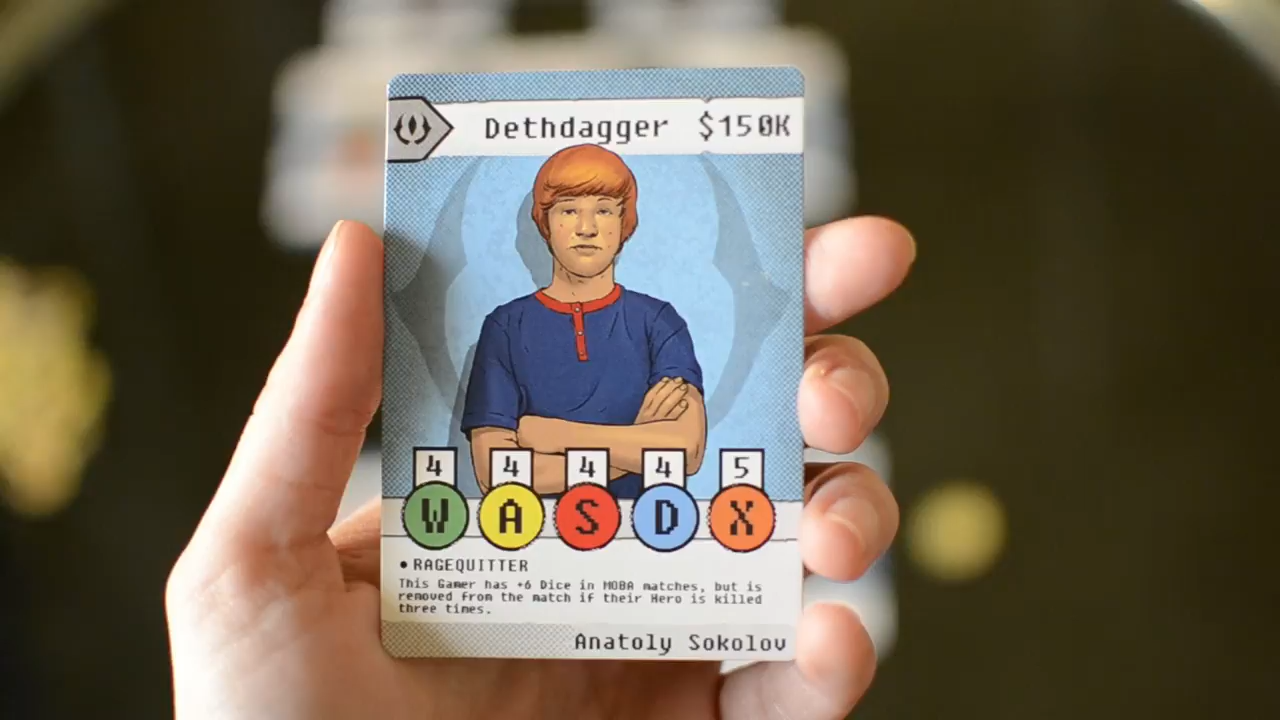 Dethdagger $150K
4 4 4 4 5
W A S D X
• RAGEQUITTER
This Gamer has +6 Dice in MOBA matches, but is
removed from the match if their Hero is killed
three times.
Anatoly Sokolov